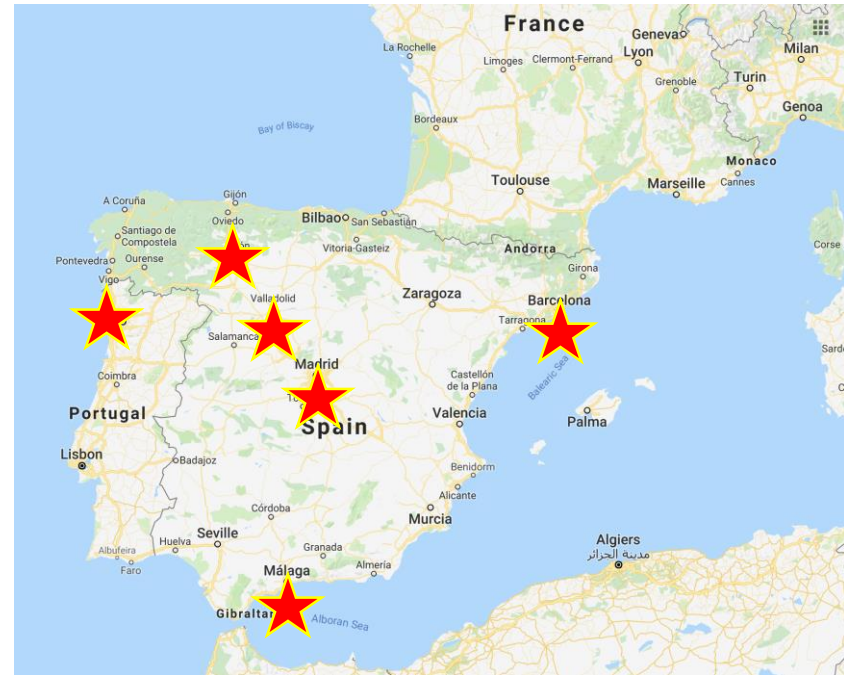 France
Geneva
La Rochelle
Lyon
Milan
Limoges
Clermont-Ferrand
Grenoble
Turin
Genoa
Bordeaux
Bay of Biscay
Monaco
Toulouse
Marseille
Cannes
A Coruña
Gijón
Oviedo
Bilbao
San Sebastián
Santiago de
Compostela
Vitoria-Gasteiz
Andorra
Corse
Pontevedra
Ourense
Vigo
Girona
Valladolid
Zaragoza
Barcelona
Tarragona
Salamanca
Madrid
Balearic Sea
Coimbra
Castellón
de la Plana
Portugal
Spain
Valencia
Palma
Lisbon
Badajoz
Benidorm
Alicante
Córdoba
Murcia
Seville
Huelva
Granada
Algiers
مدينة الجزائر
Albufeira
Faro
Málaga
Almería
Gibraltar
Alboran Sea